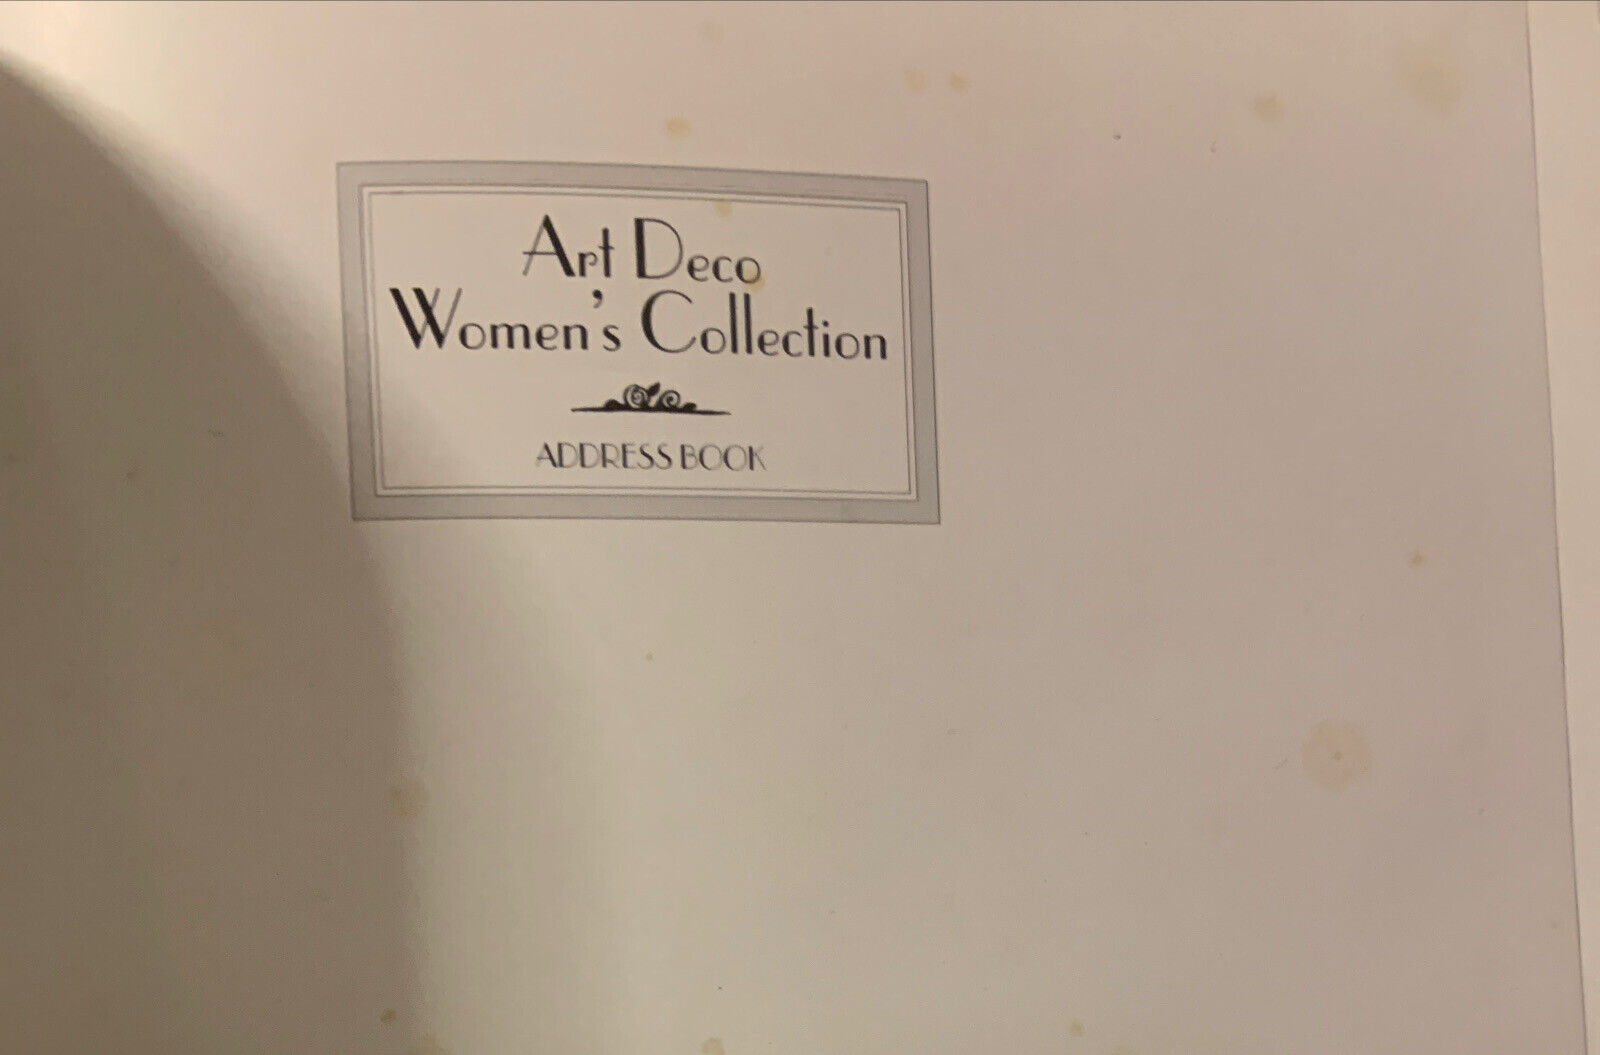 Art Deco
Women's Collection
ADDRESS BOOK